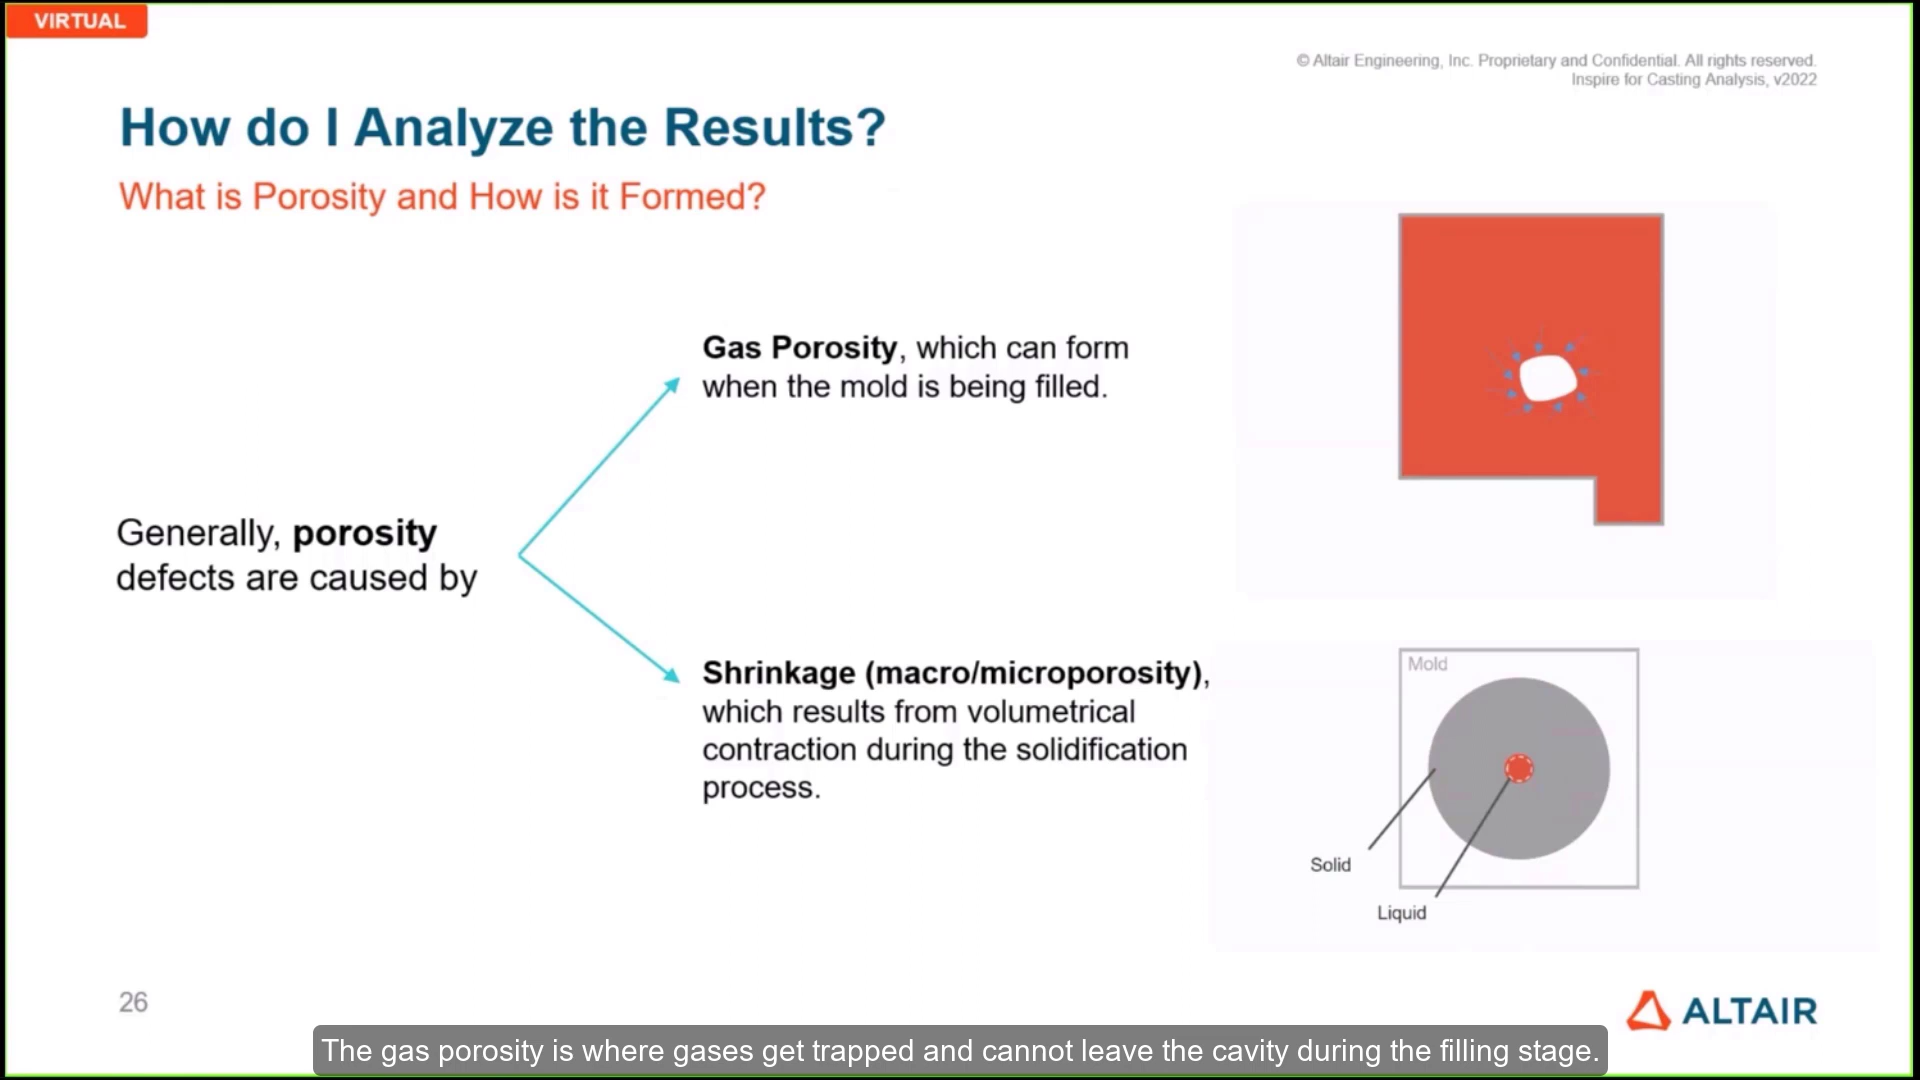 VIRTUAL
© Altair Engineering, Inc. Proprietary and Confidential. All rights reserved.
Inspire for Casting Analysis, v2022
How do I Analyze the Results?
What is Porosity and How is it Formed?
Gas Porosity, which can form
when the mold is being filled.
Generally, porosity
defects are caused by
Shrinkage (macro/microporosity),
which results from volumetrical
contraction during the solidification
process.
Mold
Solid
Liquid
26
ALTAIR
The gas porosity is where gases get trapped and cannot leave the cavity during the filling stage.